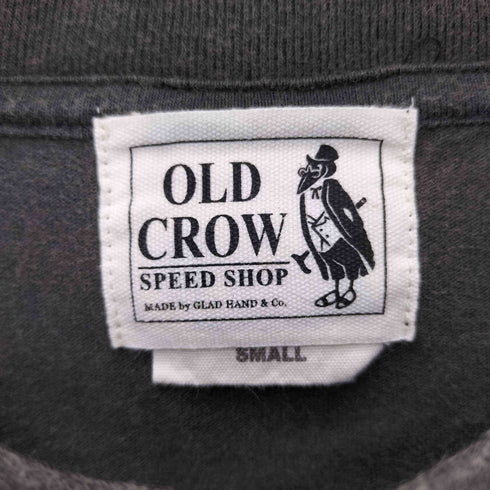 OLD
CROW
SPEED SHOP
MADE by GLAD HAND & Co.
SMALL